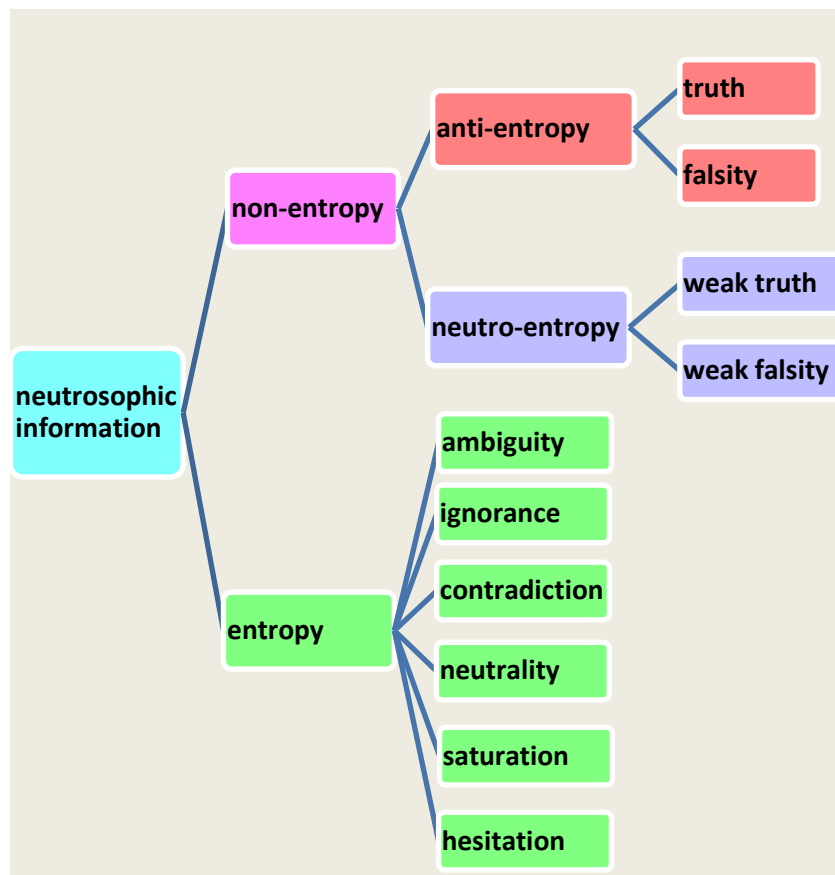 truth
anti-entropy
falsity
non-entropy
weak truth
neutro-entropy
weak falsity
neutrosophic
information
ambiguity
ignorance
contradiction
entropy
neutrality
saturation
hesitation